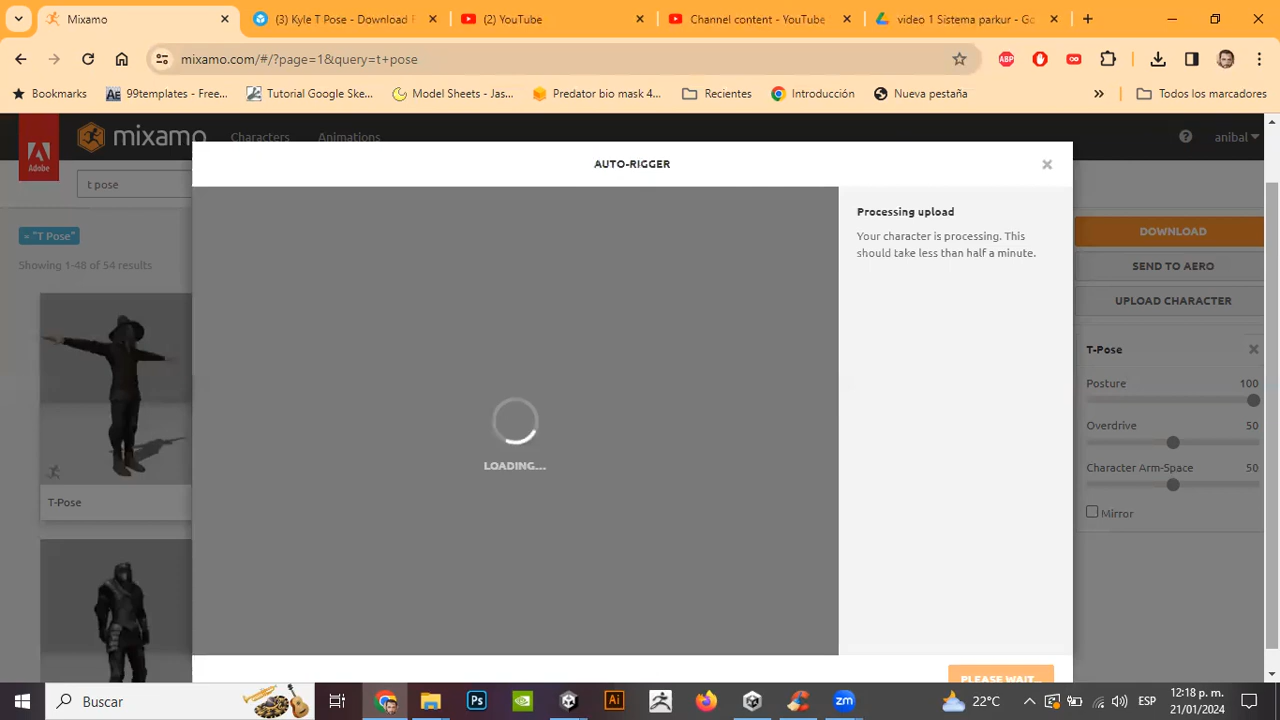 Mixamo
(3) Kyle T Pose - Download F
(2) YouTube
Channel content - YouTube
video 1 Sistema parkur - Go
mixamo.com/#/?page=1&query=t+pose
ABP
Bookmarks
99templates - Free...
Tutorial Google Ske...
Model Sheets - Jas...
Predator bio mask 4...
Recientes
Introducción
Nueva pestaña
Todos los marcadores
Adobe
mixamo
Characters
Animations
anibal
AUTO-RIGGER
t pose
Processing upload
Your character is processing. This
should take less than half a minute.
= "T Pose"
Showing 1-48 of 54 results
DOWNLOAD
SEND TO AERO
UPLOAD CHARACTER
T-Pose
Posture 100
Overdrive 50
Character Arm-Space 50
Mirror
LOADING...
T-Pose
PLEASE WAIT...
Buscar
Ps
Ai
zm
22°C
ESP
12:18 p. m.
21/01/2024